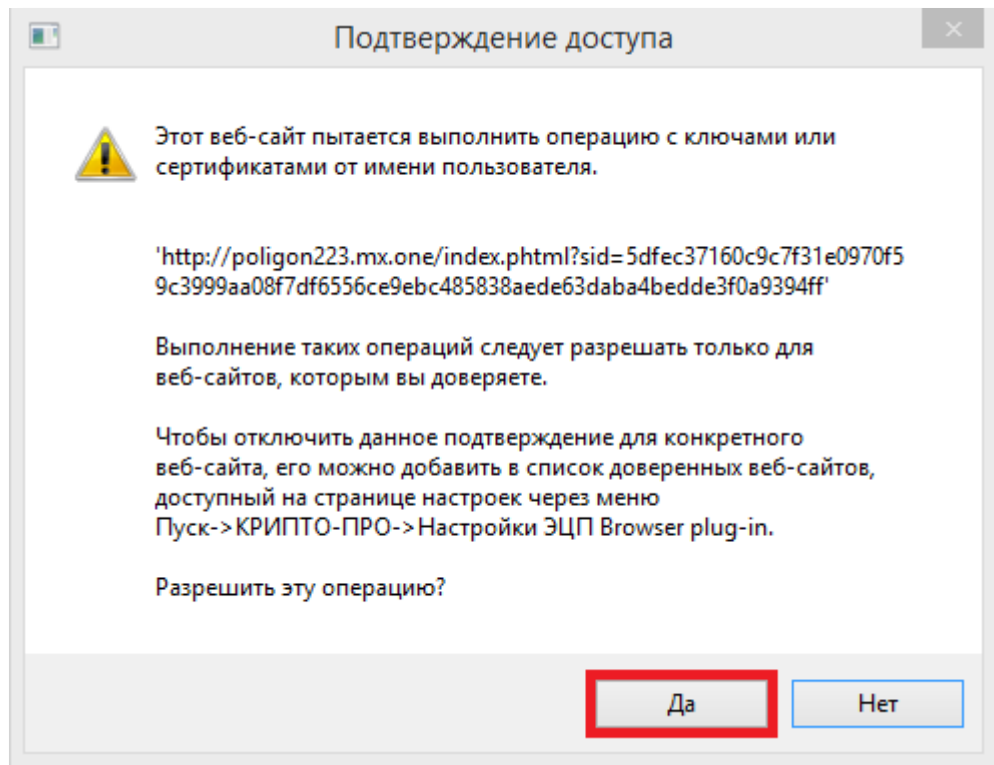 Подтверждение доступа
Этот веб-сайт пытается выполнить операцию с ключами или
сертификатами от имени пользователя.
'http://poligon223.mx.one/index.phtml?sid=5dfec37160c9c7f31e0970f5
9c3999aa08f7df6556ce9ebc485838aede63daba4bedde3f0a9394ff'
Выполнение таких операций следует разрешать только для
веб-сайтов, которым вы доверяете.
Чтобы отключить данное подтверждение для конкретного
веб-сайта, его можно добавить в список доверенных веб-сайтов,
доступный на странице настроек через меню
Пуск->КРИПТО-ПРО->Настройки ЭЦП Browser plug-in.
Разрешить эту операцию?
Да Нет